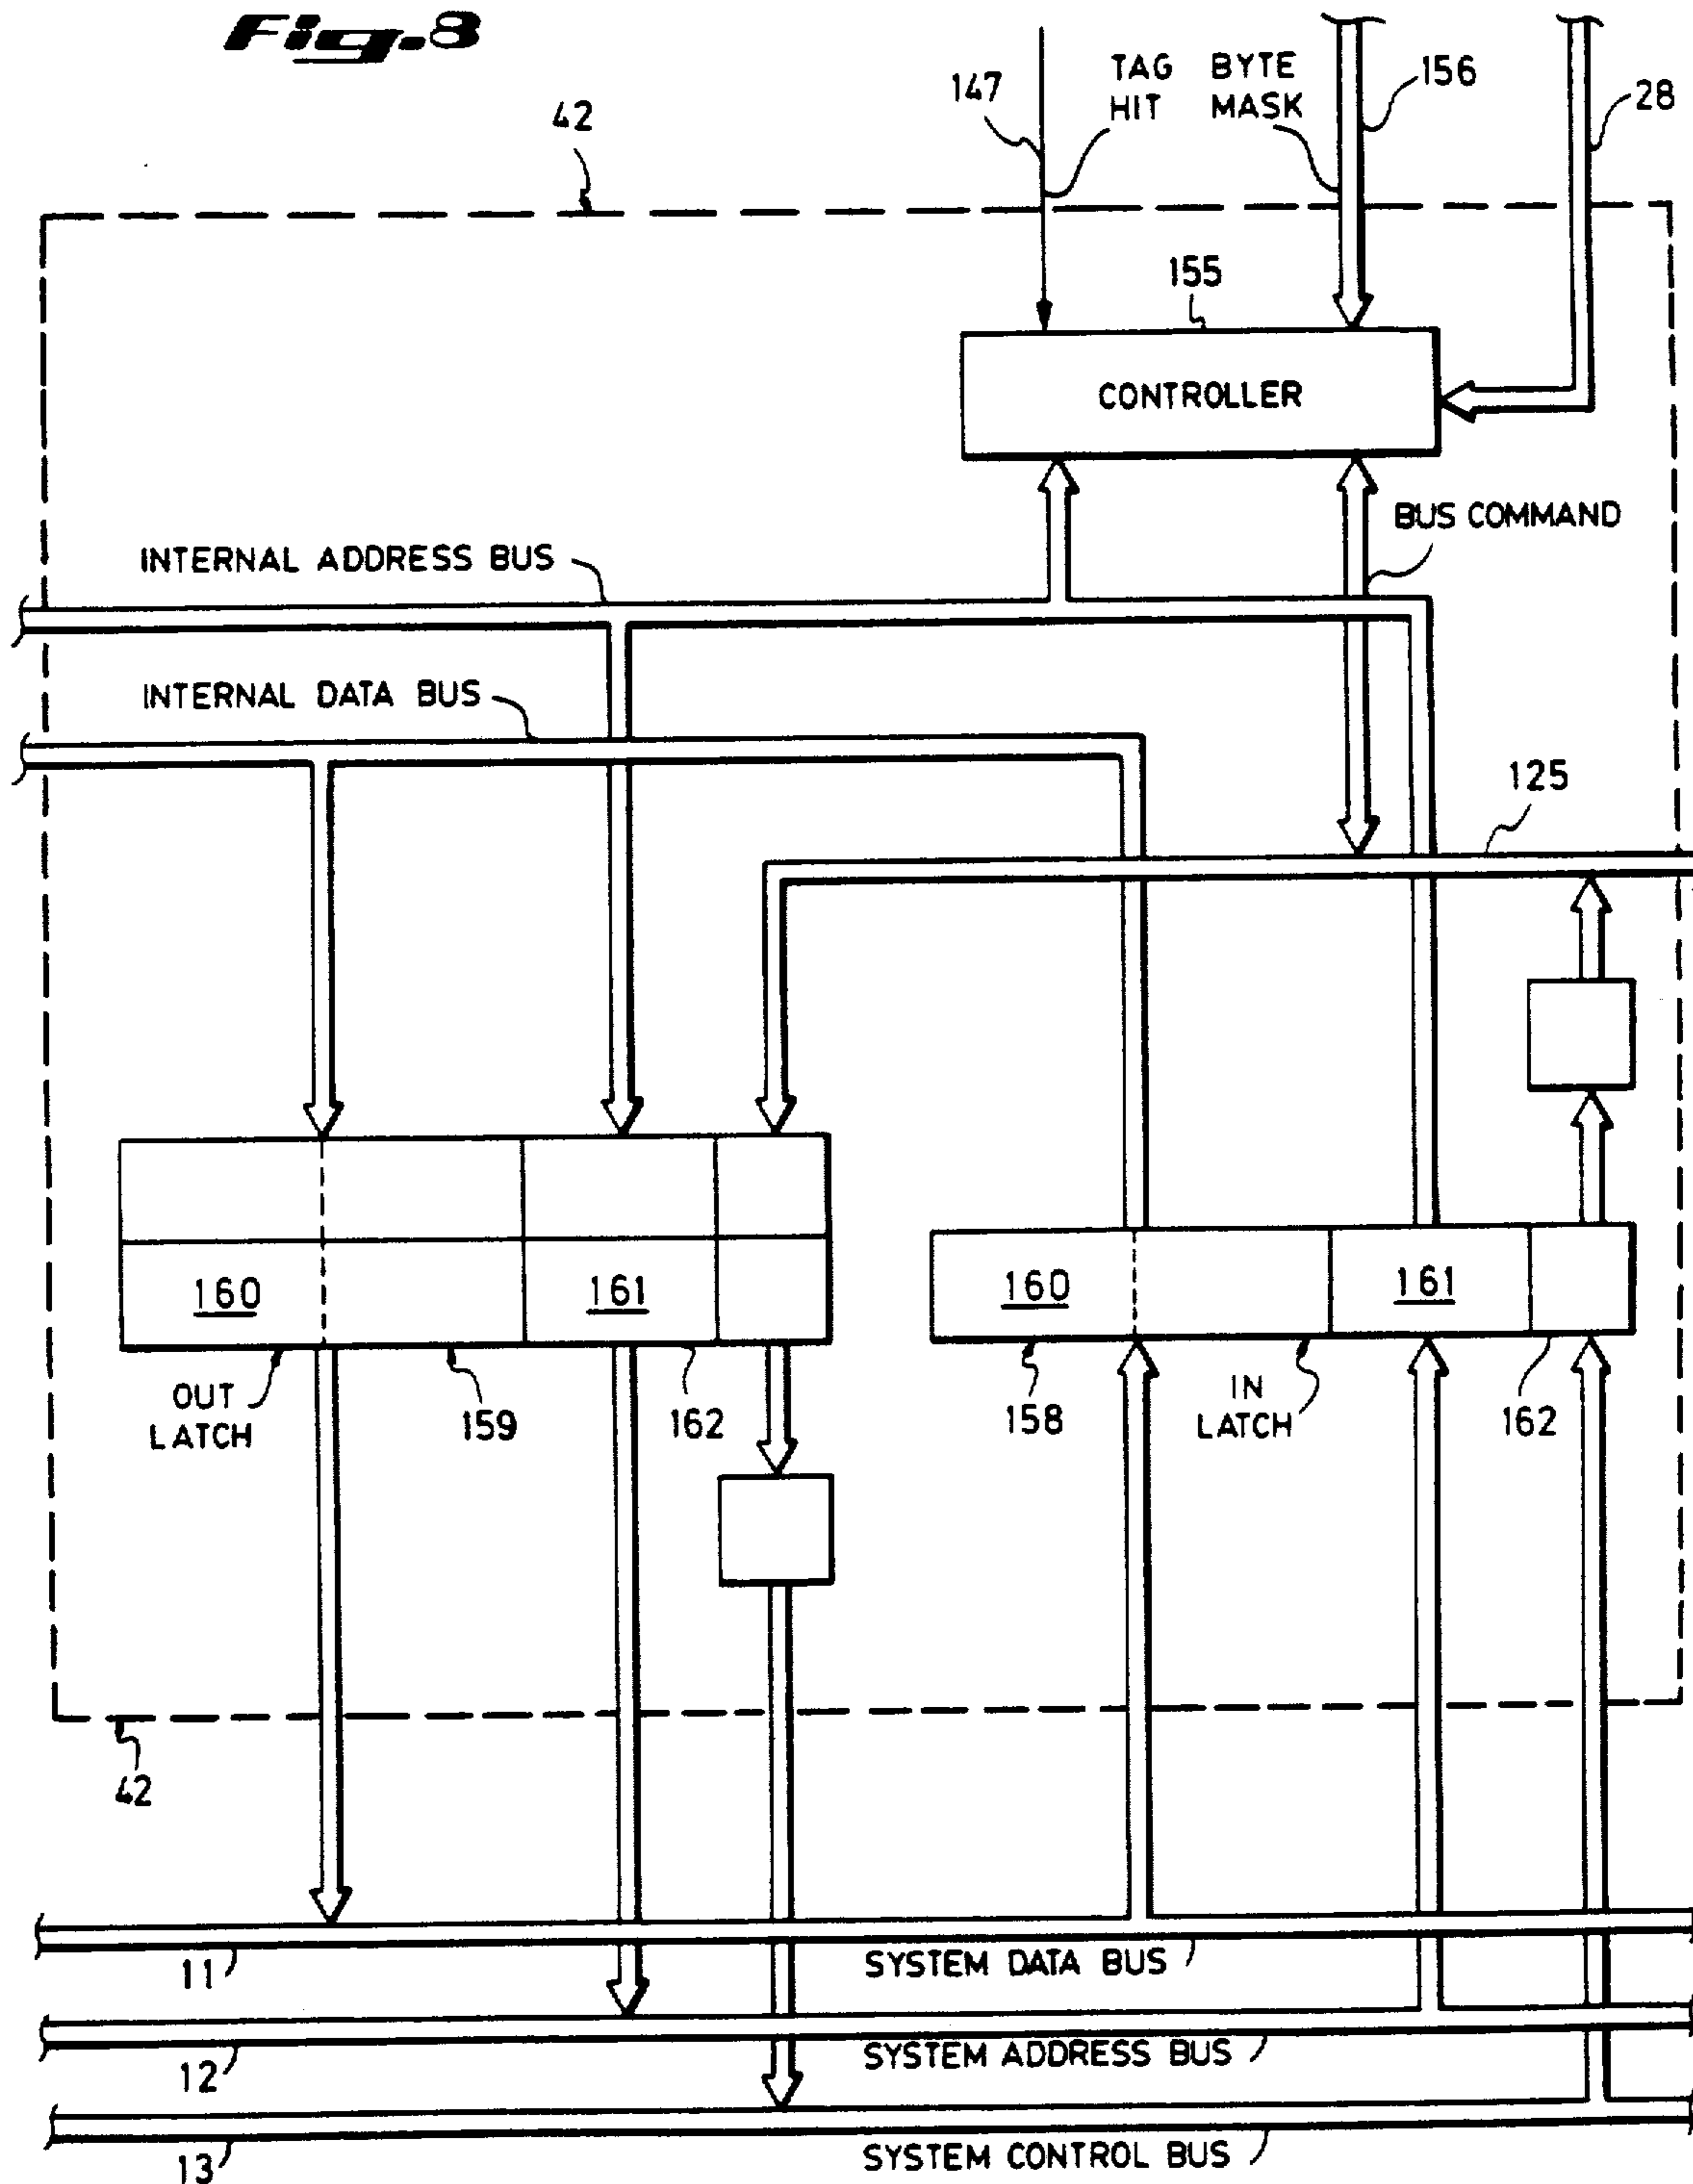 Fig.8
147
TAG BYTE
HIT MASK
156
28
42
155
CONTROLLER
BUS COMMAND
INTERNAL ADDRESS BUS
INTERNAL DATA BUS
125
160
161
160
161
OUT
LATCH
159
162
158
IN
LATCH
162
42
11
SYSTEM DATA BUS
12
SYSTEM ADDRESS BUS
13
SYSTEM CONTROL BUS